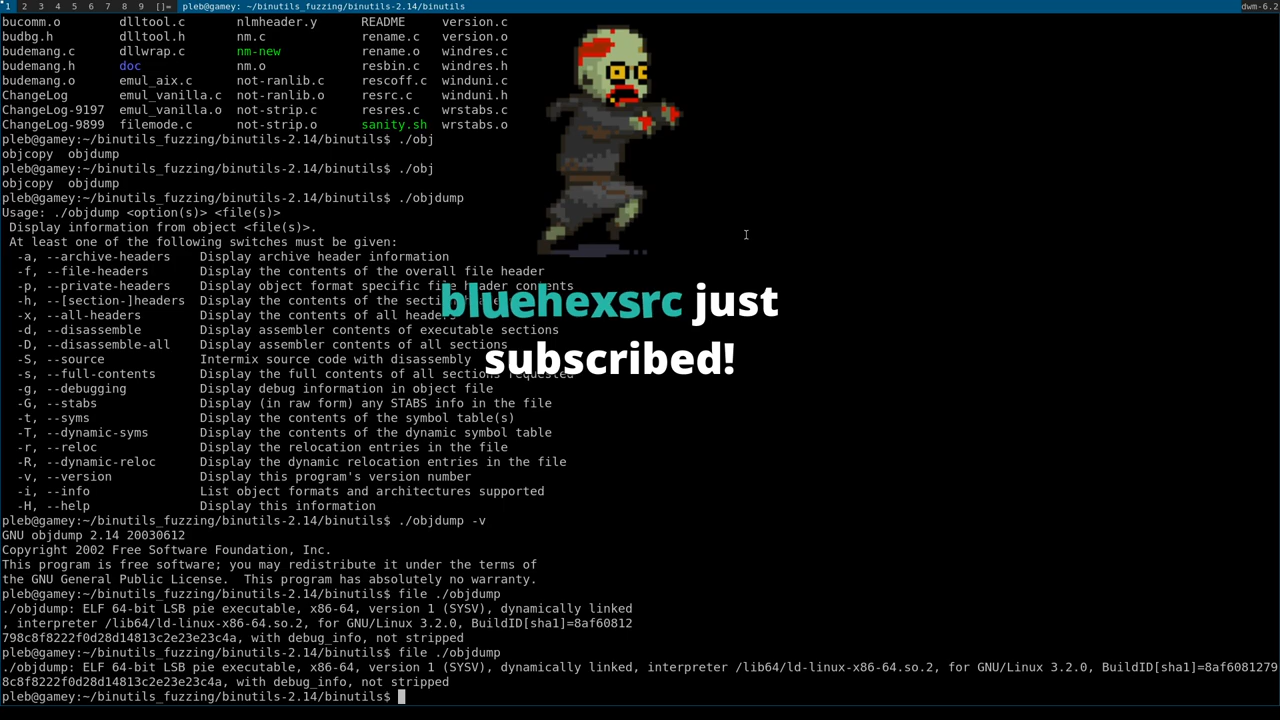 1 2 3 4 5 6 7 8 9 []= pleb@gamey: ~/binutils_fuzzing/binutils-2.14/binutils dwm-6.2
bucomm.o dlltool.c nlmheader.y README version.c
budbg.h dlltool.h nm.c rename.c version.o
budemang.c dllwrap.c nm-new rename.o windres.c
budemang.h doc nm.o resbin.c windres.h
budemang.o emul_aix.c not-ranlib.c rescoff.c winduni.c
ChangeLog emul_vanilla.c not-ranlib.o resrc.c winduni.h
ChangeLog-9197 emul_vanilla.o not-strip.c resres.c wrstabs.c
ChangeLog-9899 filemode.c not-strip.o sanity.sh wrstabs.o
pleb@gamey:~/binutils_fuzzing/binutils-2.14/binutils$ ./obj
objcopy objdump
pleb@gamey:~/binutils_fuzzing/binutils-2.14/binutils$ ./obj
objcopy objdump
pleb@gamey:~/binutils_fuzzing/binutils-2.14/binutils$ ./objdump
Usage: ./objdump <option(s)> <file(s)>
Display information from object <file(s)>.
At least one of the following switches must be given:
-a, --archive-headers Display archive header information
-f, --file-headers Display the contents of the overall file header
-p, --private-headers Display object format specific file header contents
-h, --[section-]headers Display the contents of the section
-x, --all-headers Display the contents of all headers
bluehexsrc just
-d, --disassemble Display assembler contents of executable sections
-D, --disassemble-all Display assembler contents of all sections
-S, --source Intermix source code with disassembly
subscribed!
-s, --full-contents Display the full contents of all sections requested
-g, --debugging Display debug information in object file
-G, --stabs Display (in raw form) any STABS info in the file
-t, --syms Display the contents of the symbol table(s)
-T, --dynamic-syms Display the contents of the dynamic symbol table
-r, --reloc Display the relocation entries in the file
-R, --dynamic-reloc Display the dynamic relocation entries in the file
-v, --version Display this program's version number
-i, --info List object formats and architectures supported
-H, --help Display this information
pleb@gamey:~/binutils_fuzzing/binutils-2.14/binutils$ ./objdump -v
GNU objdump 2.14 20030612
Copyright 2002 Free Software Foundation, Inc.
This program is free software; you may redistribute it under the terms of
the GNU General Public License. This program has absolutely no warranty.
pleb@gamey:~/binutils_fuzzing/binutils-2.14/binutils$ file ./objdump
./objdump: ELF 64-bit LSB pie executable, x86-64, version 1 (SYSV), dynamically linked
, interpreter /lib64/ld-linux-x86-64.so.2, for GNU/Linux 3.2.0, BuildID[sha1]=8af60812
798c8f8222f0d28d14813c2e23e23c4a, with debug_info, not stripped
pleb@gamey:~/binutils_fuzzing/binutils-2.14/binutils$ file ./objdump
./objdump: ELF 64-bit LSB pie executable, x86-64, version 1 (SYSV), dynamically linked, interpreter /lib64/ld-linux-x86-64.so.2, for GNU/Linux 3.2.0, BuildID[sha1]=8af6081279
8c8f8222f0d28d14813c2e23e23c4a, with debug_info, not stripped
pleb@gamey:~/binutils_fuzzing/binutils-2.14/binutils$